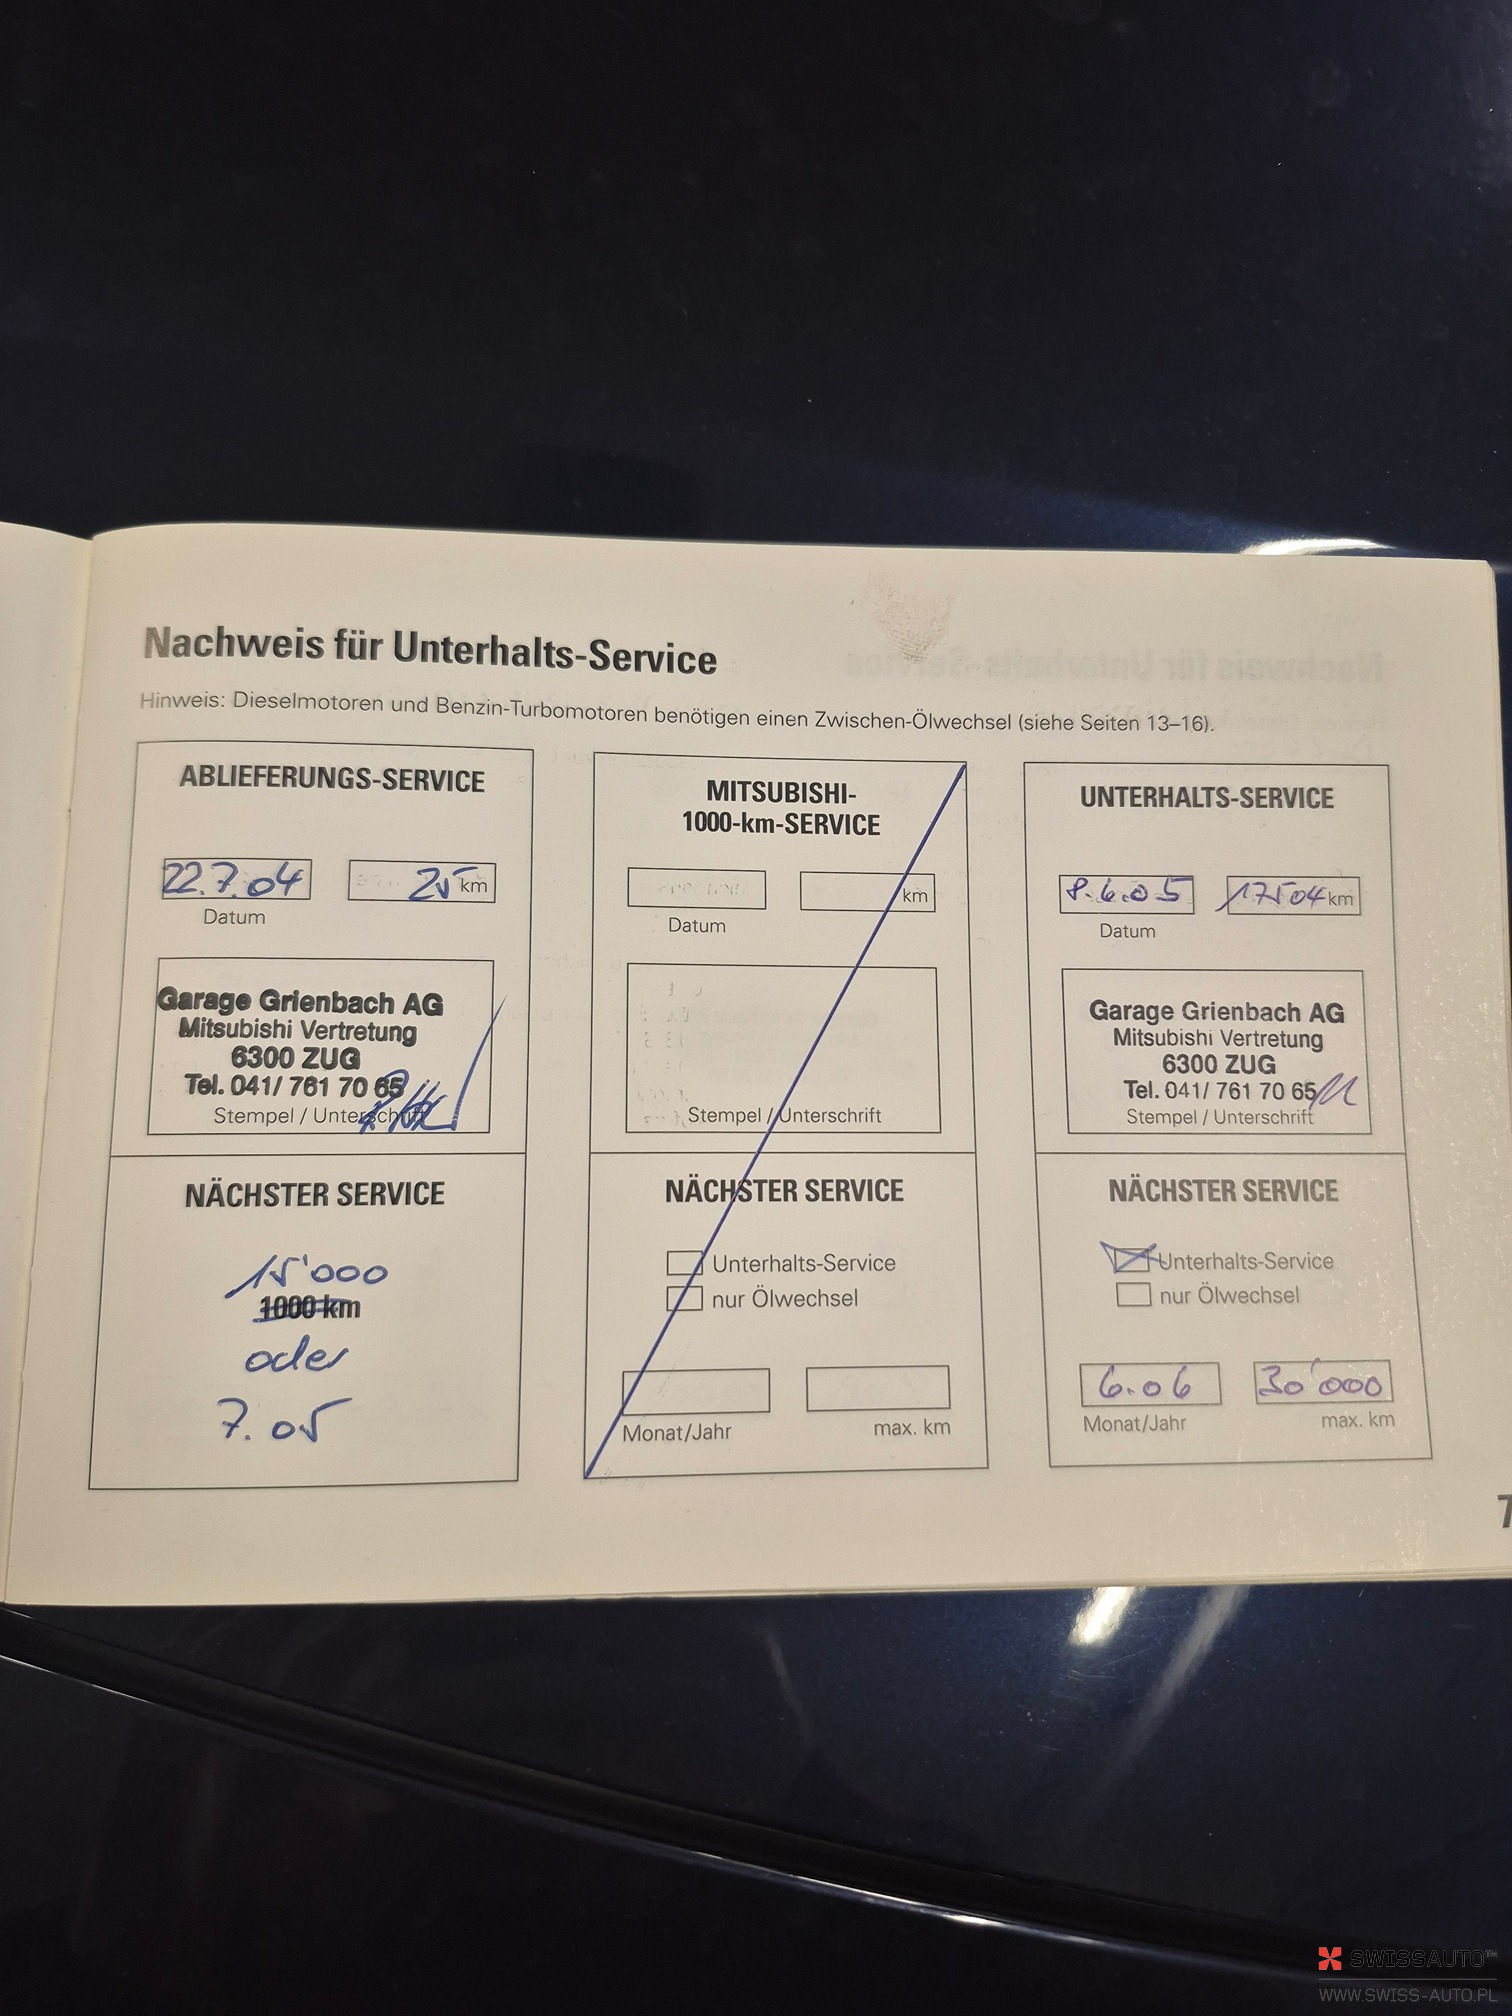 Nachweis für Unterhalts-Service
Hinweis: Dieselmotoren und Benzin-Turbomotoren benötigen einen Zwischen-Ölwechsel (siehe Seiten 13–16).
ABLIEFERUNGS-SERVICE
22.7.04 25 km
Datum
Garage Grienbach AG
Mitsubishi Vertretung
6300 ZUG
Tel. 041/ 761 70 65
Stempel / Unterschrift
NÄCHSTER SERVICE
15'000
1000 km
oder
7.05
MITSUBISHI-
1000-km-SERVICE
km
Datum
Stempel / Unterschrift
NÄCHSTER SERVICE
Unterhalts-Service
nur Ölwechsel
Monat/Jahr max. km
UNTERHALTS-SERVICE
8.6.05 17504 km
Datum
Garage Grienbach AG
Mitsubishi Vertretung
6300 ZUG
Tel. 041/ 761 70 65
Stempel / Unterschrift
NÄCHSTER SERVICE
Unterhalts-Service
nur Ölwechsel
6.06 30'000
Monat/Jahr max. km
7
SWISSAUTO™
WWW.SWISS-AUTO.PL